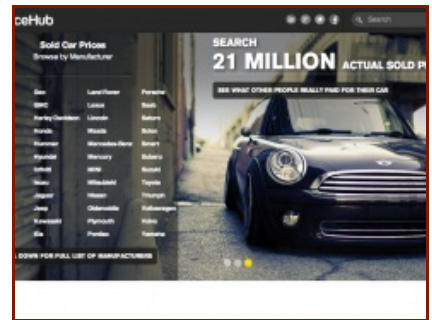 ceHub
Search
Sold Car Prices
Browse by Manufacturer
SEARCH
21 MILLION ACTUAL SOLD P
SEE WHAT OTHER PEOPLE REALLY PAID FOR THEIR CAR
Geo Land Rover Porsche
GMC Lexus Saab
Harley Davidson Lincoln Saturn
Honda Mazda Scion
Hummer Mercedes-Benz Smart
Hyundai Mercury Subaru
Infiniti MINI Suzuki
Isuzu Mitsubishi Toyota
Jaguar Nissan Triumph
Jeep Oldsmobile Volkswagen
Kawasaki Plymouth Volvo
Kia Pontiac Yamaha
DOWN FOR FULL LIST OF MANUFACTURERS